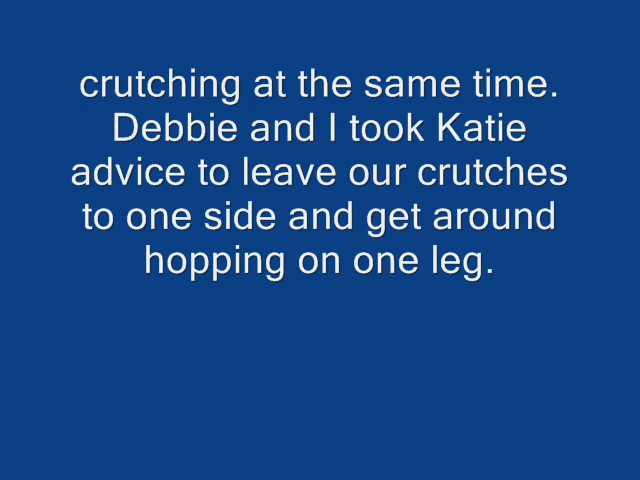 crutching at the same time.
Debbie and I took Katie
advice to leave our crutches
to one side and get around
hopping on one leg.